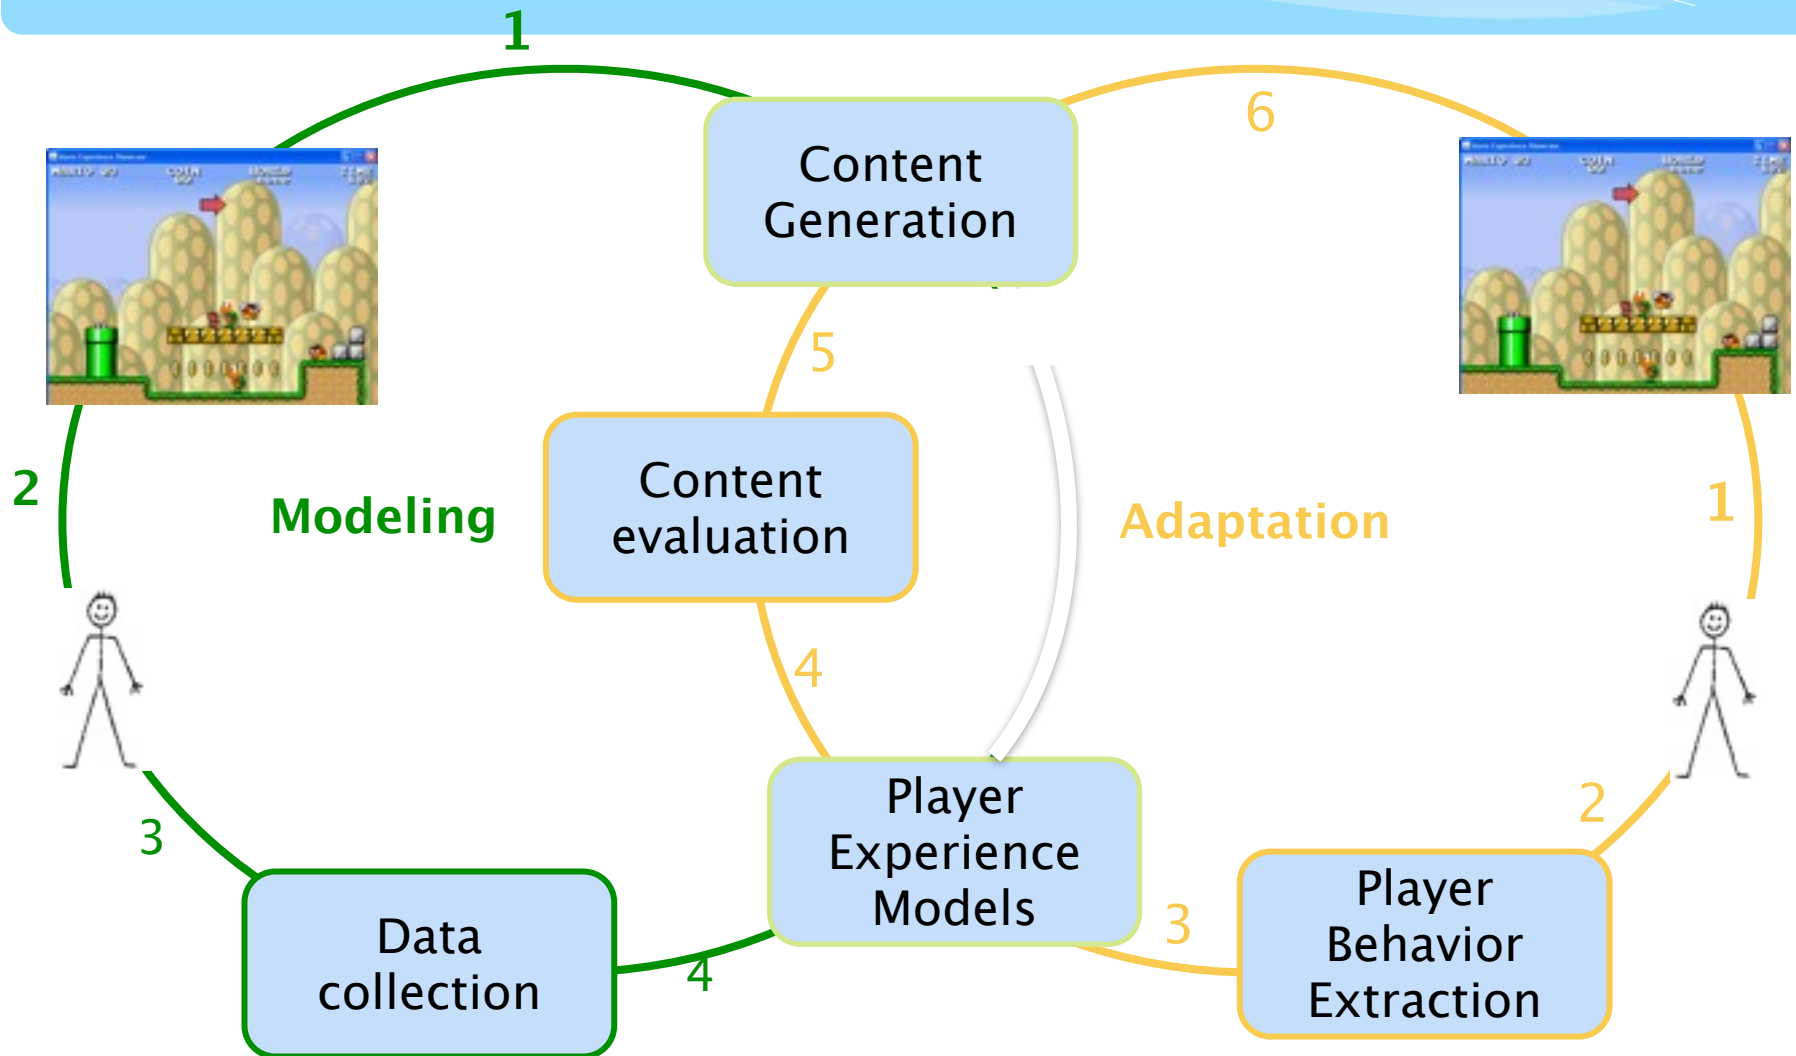 1
6
Content
Generation
5
Content
evaluation
2
Modeling
Adaptation
1
4
3
2
Player
Experience
Models
3
Player
Behavior
Extraction
Data
collection
4